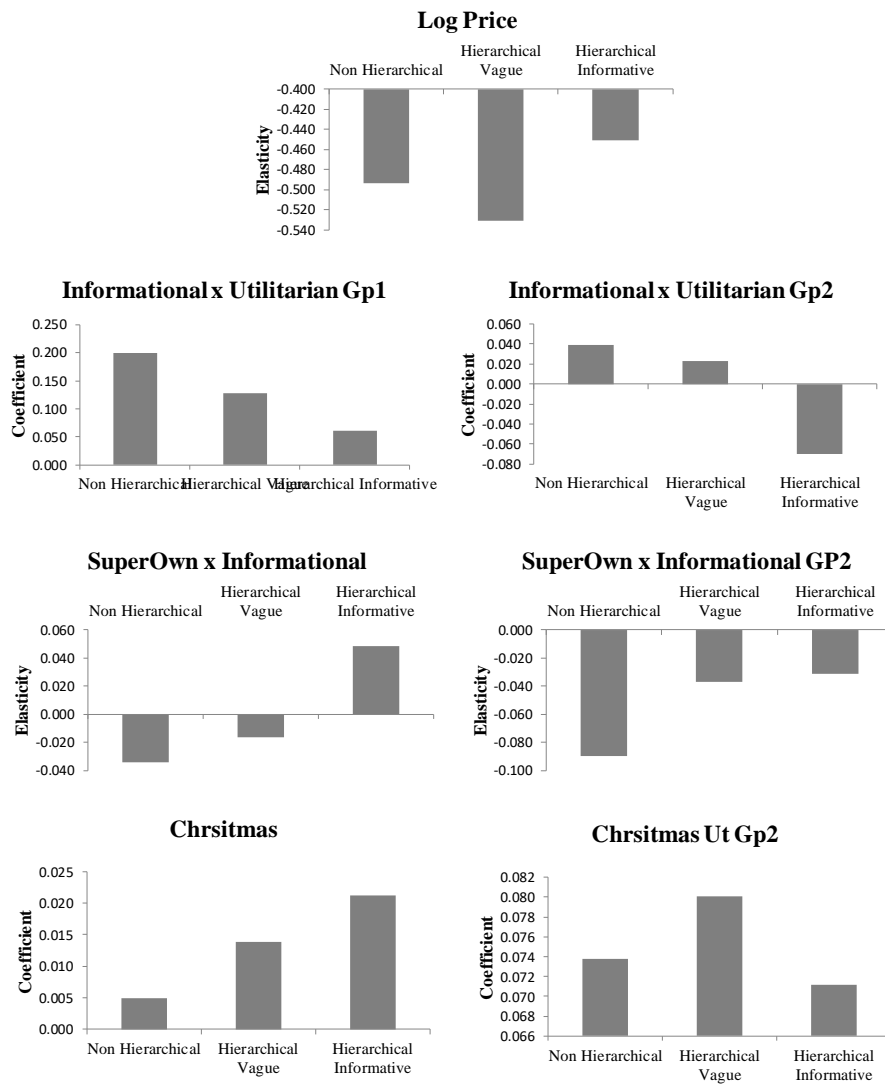 Log Price
Non Hierarchical
Hierarchical Vague
Hierarchical Informative
-0.400
-0.420
-0.440
-0.460
-0.480
-0.500
-0.520
-0.540
Elasticity
Informational x Utilitarian Gp1
0.250
0.200
0.150
0.100
0.050
0.000
Coefficient
Non Hierarchical
Hierarchical Vague
Hierarchical Informative
Informational x Utilitarian Gp2
0.060
0.040
0.020
0.000
-0.020
-0.040
-0.060
-0.080
Coefficient
Non Hierarchical
Hierarchical
Vague
Hierarchical
Informative
SuperOwn x Informational
Non Hierarchical
Hierarchical
Vague
Hierarchical
Informative
0.060
0.040
0.020
0.000
-0.020
-0.040
Elasticity
SuperOwn x Informational GP2
Non Hierarchical
Hierarchical
Vague
Hierarchical
Informative
0.000
-0.020
-0.040
-0.060
-0.080
-0.100
Elasticity
Chrsitmas
0.025
0.020
0.015
0.010
0.005
0.000
Coefficient
Non Hierarchical
Hierarchical
Vague
Hierarchical
Informative
Chrsitmas Ut Gp2
0.082
0.080
0.078
0.076
0.074
0.072
0.070
0.068
0.066
Coefficient
Non Hierarchical
Hierarchical
Vague
Hierarchical
Informative